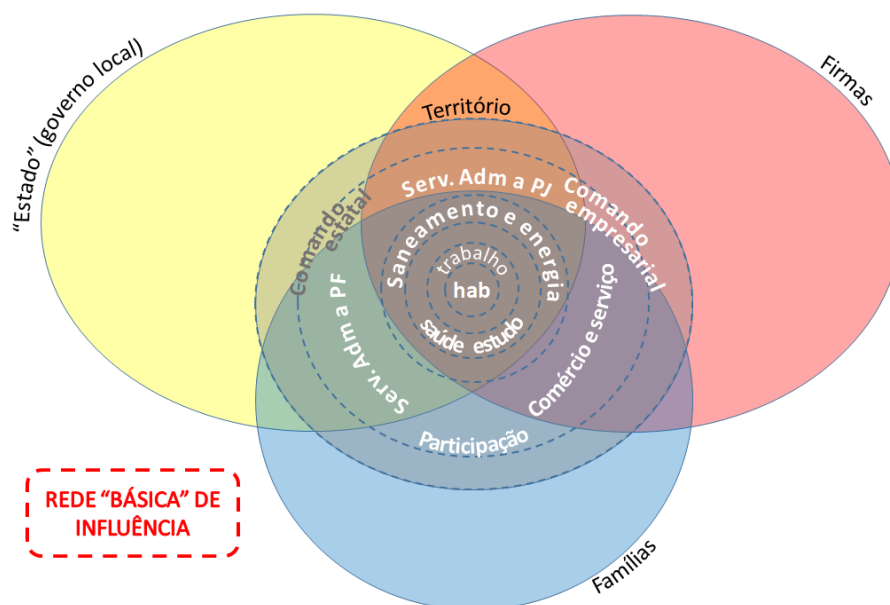 “Estado” (governo local)
Firmas
Território
Serv. Adm a PJ
Comando
estatal
Comando
empresarial
Saneamento e energia
trabalho
hab
saúde estudo
Serv. Adm a PF
Comércio e serviço
Participação
REDE “BÁSICA” DE
INFLUÊNCIA
Famílias